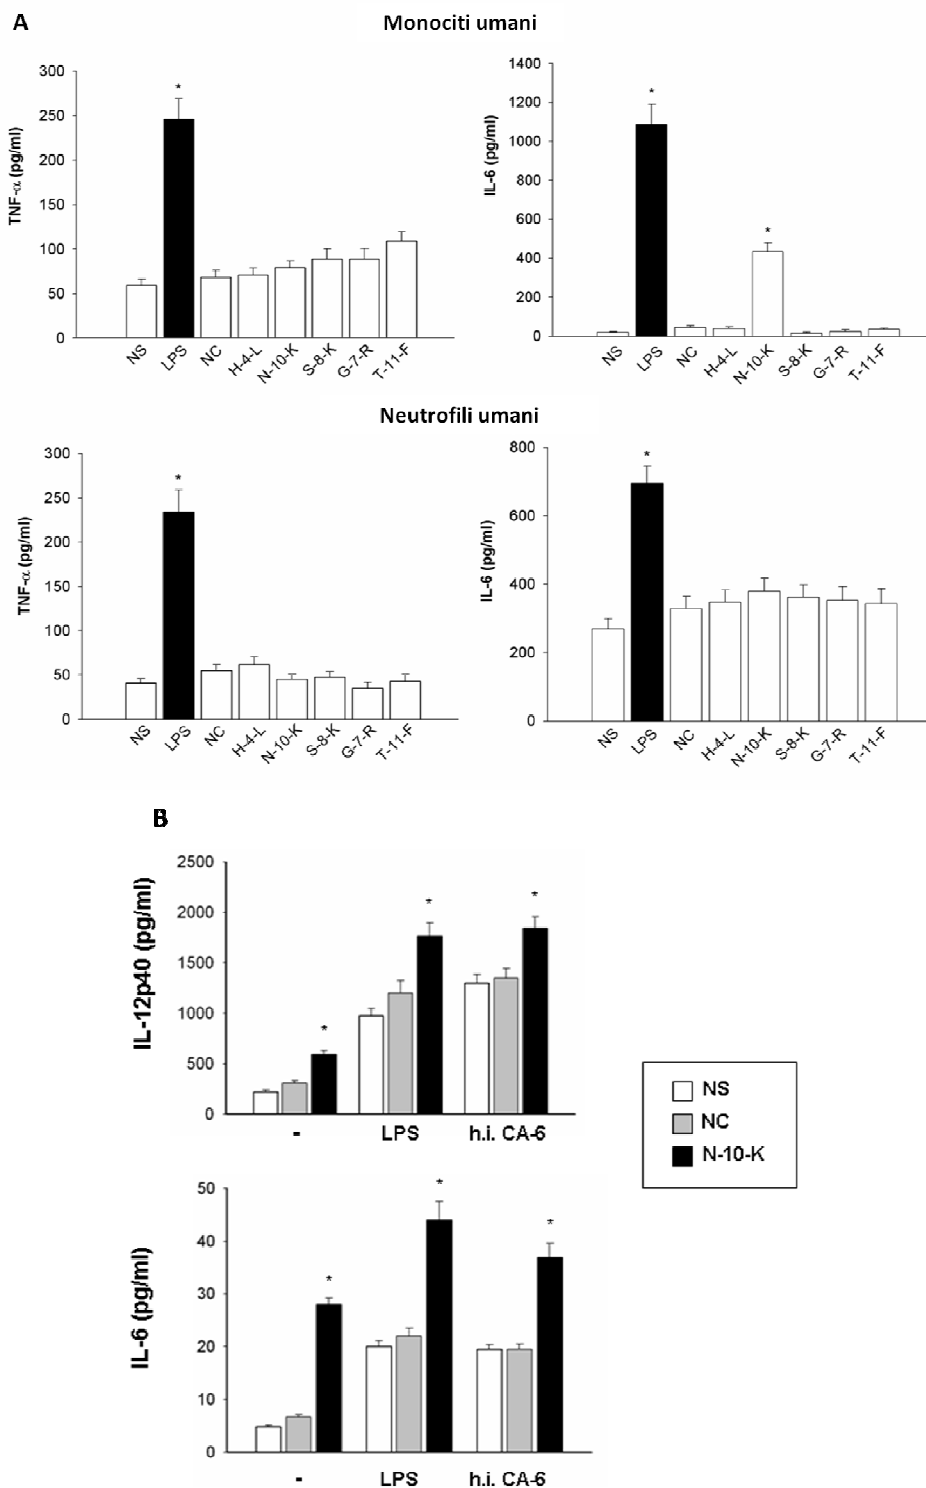 A
Monociti umani
TNF-α (pg/ml)
300
250
200
150
100
50
0
*
NS LPS NC H-4-L N-10-K S-8-K G-7-R T-11-F
IL-6 (pg/ml)
1400
1200
1000
800
600
400
200
0
*
*
NS LPS NC H-4-L N-10-K S-8-K G-7-R T-11-F
Neutrofili umani
TNF-α (pg/ml)
300
250
200
150
100
50
0
*
NS LPS NC H-4-L N-10-K S-8-K G-7-R T-11-F
IL-6 (pg/ml)
800
600
400
200
0
*
NS LPS NC H-4-L N-10-K S-8-K G-7-R T-11-F
B
IL-12p40 (pg/ml)
2500
2000
1500
1000
500
0
*
*
*
- LPS h.i. CA-6
NS
NC
N-10-K
IL-6 (pg/ml)
50
40
30
20
10
0
*
*
*
- LPS h.i. CA-6